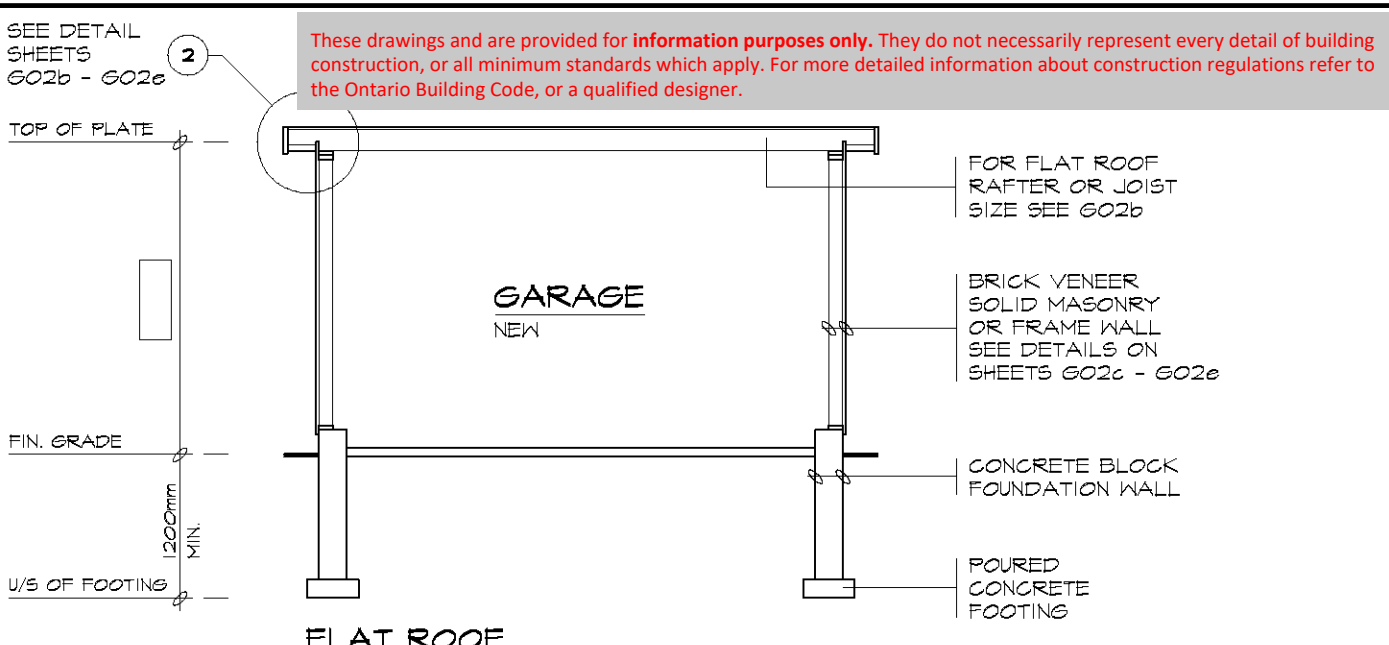 SEE DETAIL
SHEETS
G02b - G02e
2
These drawings and are provided for information purposes only. They do not necessarily represent every detail of building
construction, or all minimum standards which apply. For more detailed information about construction regulations refer to
the Ontario Building Code, or a qualified designer.
TOP OF PLATE
FOR FLAT ROOF
RAFTER OR JOIST
SIZE SEE G02b
GARAGE
NEW
BRICK VENEER
SOLID MASONRY
OR FRAME WALL
SEE DETAILS ON
SHEETS G02c - G02e
FIN. GRADE
CONCRETE BLOCK
FOUNDATION WALL
1200mm
MIN.
U/S OF FOOTING
POURED
CONCRETE
FOOTING
FLAT ROOF